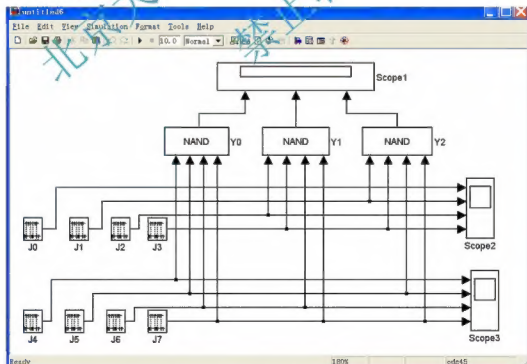 untitled6
File Edit View Simulation Format Tools Help
10.0 Normal
Scope1
NAND Y0 NAND Y1 NAND Y2
J0 J1 J2 J3
Scope2
J4 J5 J6 J7
Scope3
Ready 180% ode45